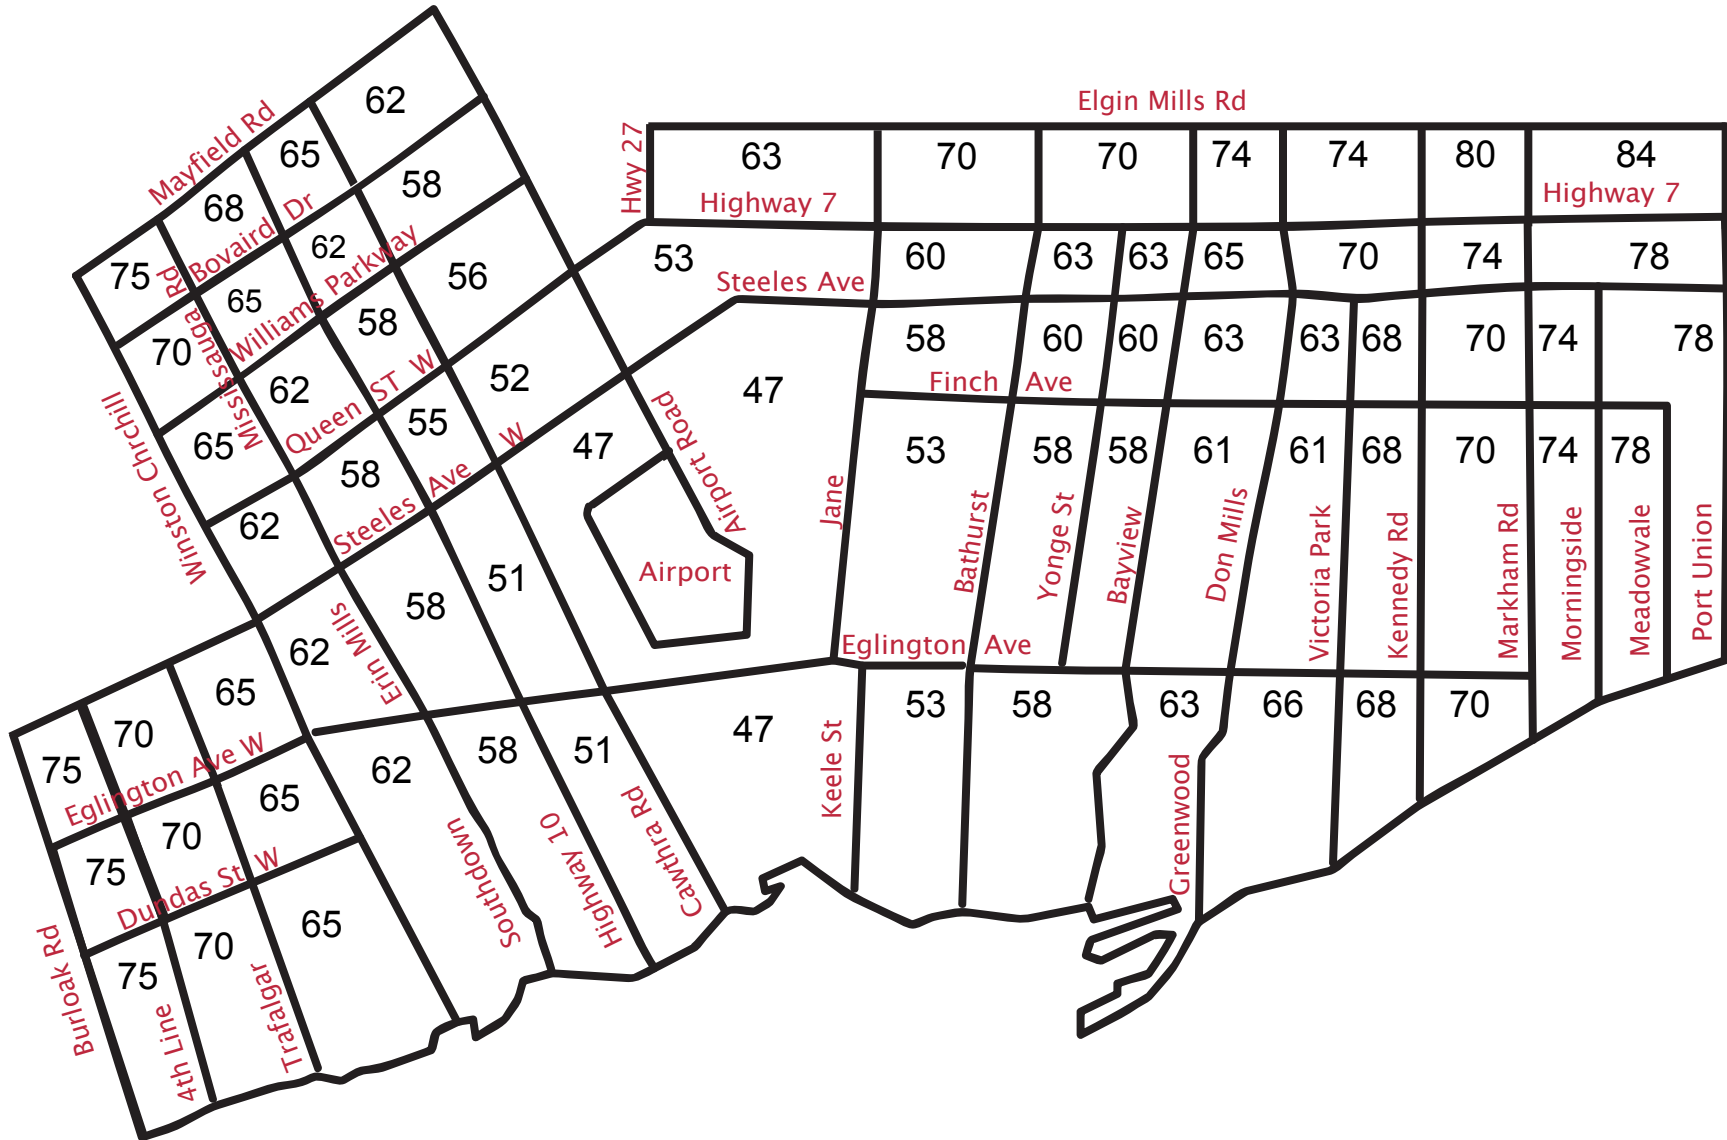 Elgin Mills Rd
62
Mayfield Rd
65
Hwy 27
63
70
70
74
74
80
84
58
68
Highway 7
Highway 7
Bovaird Dr
62
75
Rd
Mississauga
65
Williams Parkway
56
53
60
63
63
65
70
74
78
Steeles Ave
58
70
62
Queen ST W
52
47
58
60
60
63
63
68
70
74
78
Finch Ave
55
65
58
Steeles Ave W
47
Airport Road
53
58
58
61
61
68
70
74
78
Winston Chrchill
62
Jane
Bathurst
Yonge St
Bayview
Don Mills
Victoria Park
Kennedy Rd
Markham Rd
Morningside
Meadowvale
Port Union
Airport
51
58
Erin Mills
62
Eglington Ave
65
70
75
Eglington Ave W
62
58
51
47
53
58
63
66
68
70
Keele St
Greenwood
65
70
75
Dundas St W
Southdown
Highway 10
Cawthra Rd
65
70
75
Burloak Rd
4th Line
Trafalgar